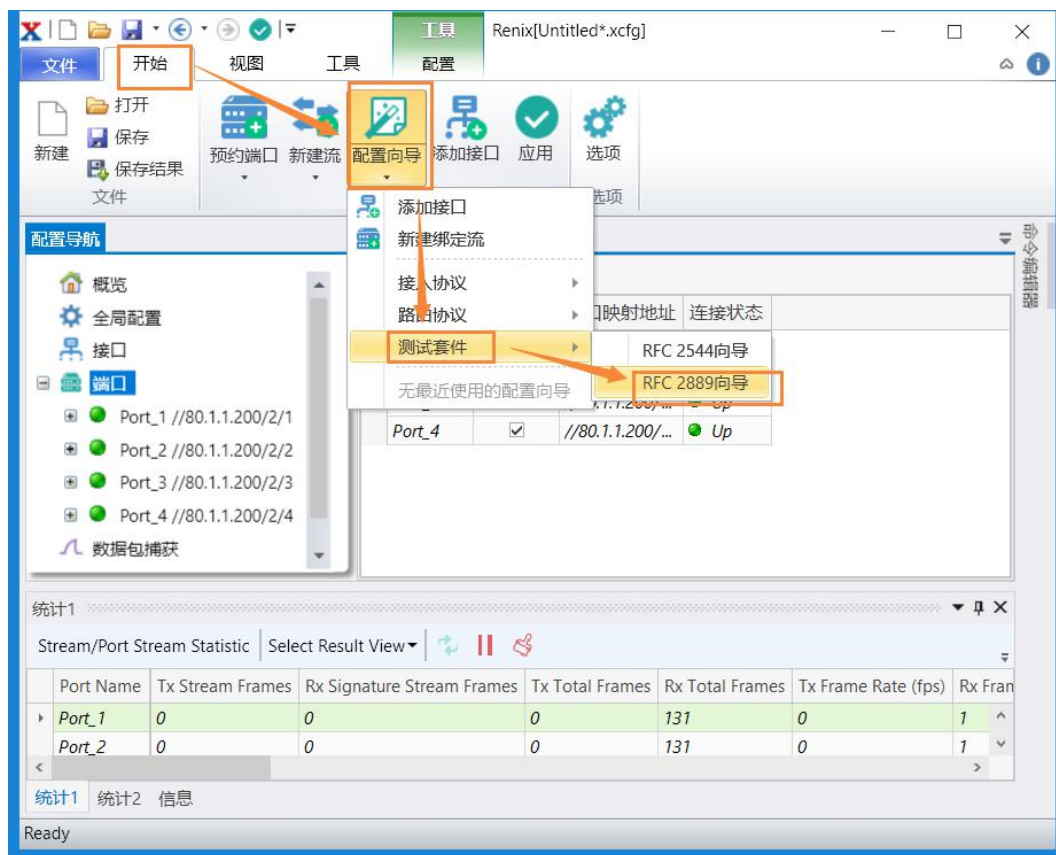 工具
Renix[Untitled*.xcfg]
文件
开始
视图
工具
配置
新建
打开
保存
保存结果
文件
预约端口
新建流
配置向导
添加接口
应用
选项
选项
添加接口
新建绑定流
接入协议
路由协议
测试套件
无最近使用的配置向导
RFC 2544向导
RFC 2889向导
配置导航
命令编辑器
概览
全局配置
接口
端口
Port_1 //80.1.1.200/2/1
Port_2 //80.1.1.200/2/2
Port_3 //80.1.1.200/2/3
Port_4 //80.1.1.200/2/4
数据包捕获
口映射地址 连接状态
Up
Port_4 //80.1.1.200/... Up
统计1
Stream/Port Stream Statistic Select Result View
Port Name Tx Stream Frames Rx Signature Stream Frames Tx Total Frames Rx Total Frames Tx Frame Rate (fps) Rx Fran
Port_1 0 0 0 131 0 1
Port_2 0 0 0 131 0 1
统计1 统计2 信息
Ready